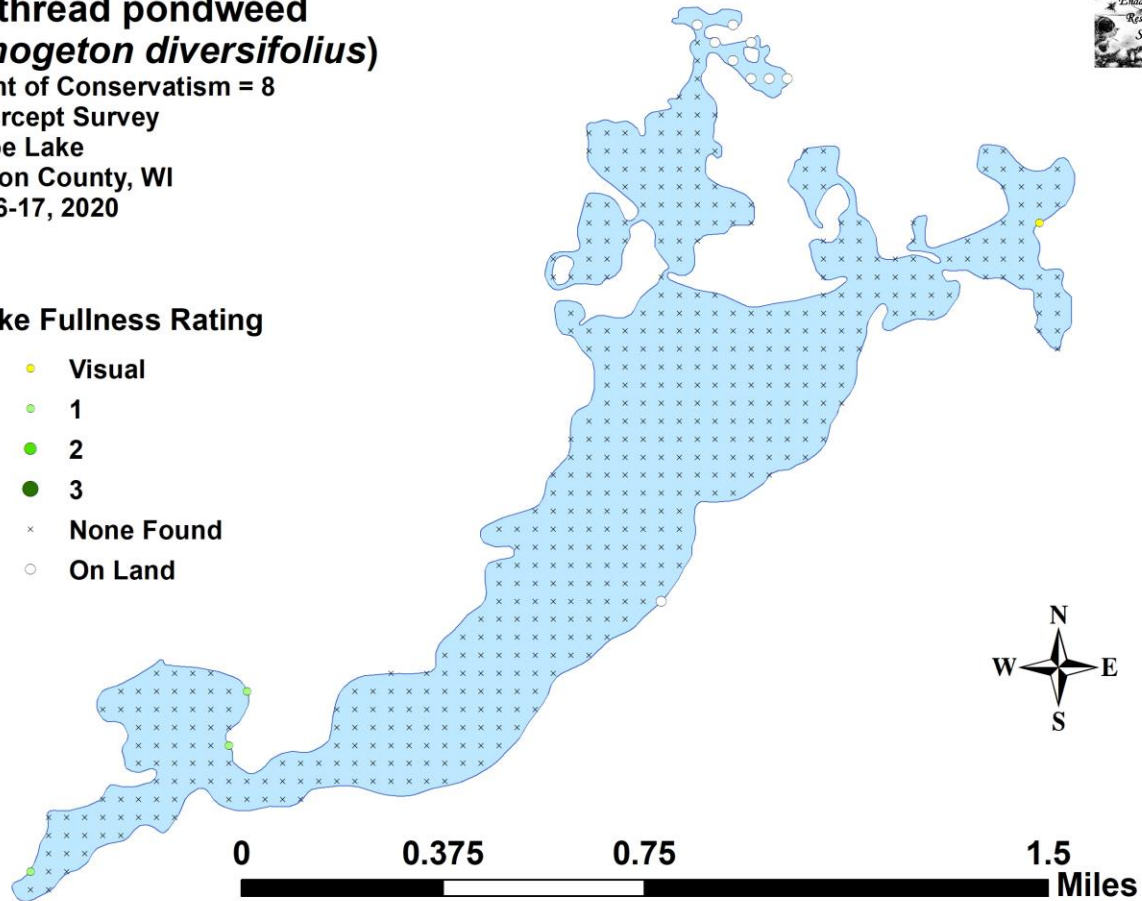 thread pondweed
nogeton diversifolius)
nt of Conservatism = 8
rcept Survey
e Lake
on County, WI
6-17, 2020
ke Fullness Rating
Visual
1
2
3
None Found
On Land
N
W E
S
0 0.375 0.75 1.5
Miles